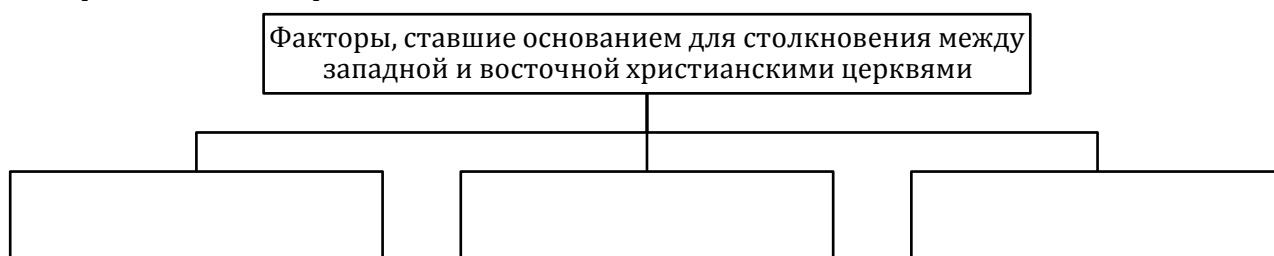 Факторы, ставшие основанием для столкновения между
западной и восточной христианскими церквями